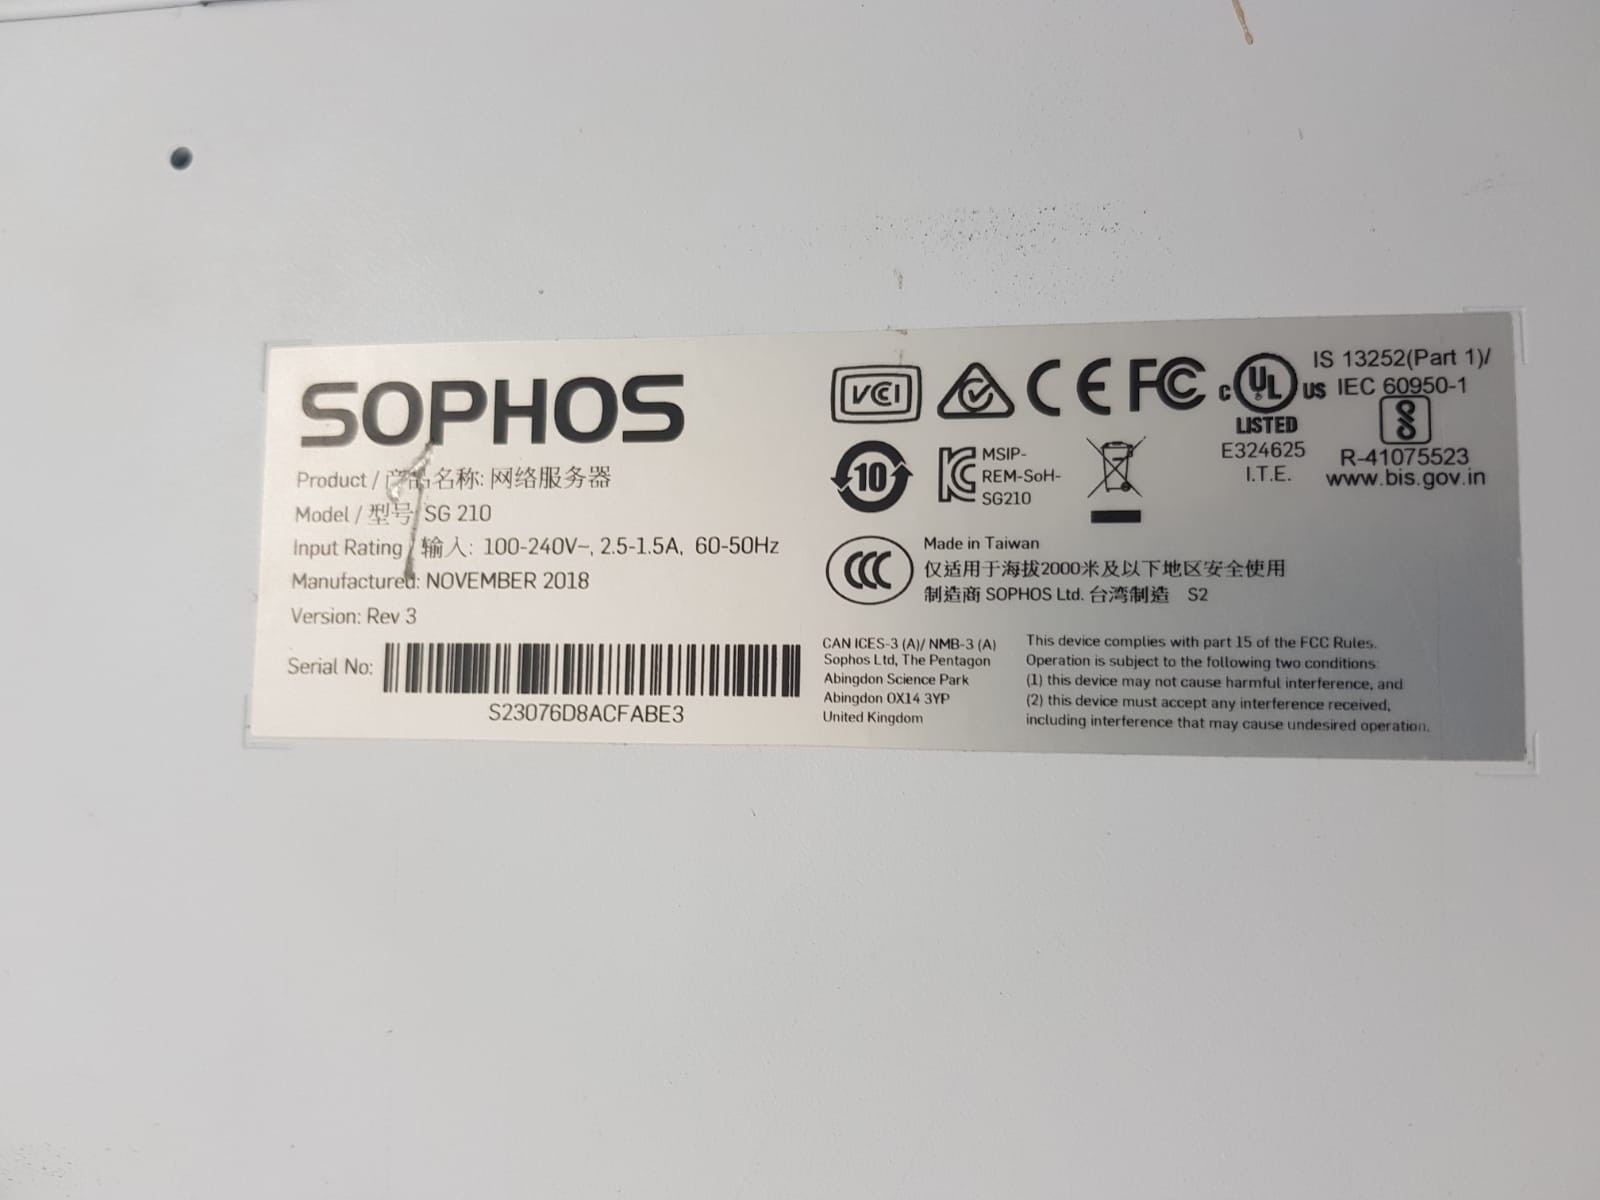 SOPHOS
Product / 产品名称: 网络服务器
Model / 型号 SG 210
Input Rating / 输入: 100-240V~, 2.5-1.5A, 60-50Hz
Manufactured: NOVEMBER 2018
Version: Rev 3
Serial No:
S23076D8ACFABE3
VCCI
CE FC
c UL US
LISTED
E324625
I.T.E.
IS 13252(Part 1)/
IEC 60950-1
R-41075523
www.bis.gov.in
10
MSIP-
REM-SoH-
SG210
CCC
Made in Taiwan
仅适用于海拔2000米及以下地区安全使用
制造商 SOPHOS Ltd. 台湾制造 S2
CAN ICES-3 (A)/ NMB-3 (A)
Sophos Ltd, The Pentagon
Abingdon Science Park
Abingdon OX14 3YP
United Kingdom
This device complies with part 15 of the FCC Rules.
Operation is subject to the following two conditions:
(1) this device may not cause harmful interference, and
(2) this device must accept any interference received,
including interference that may cause undesired operation.